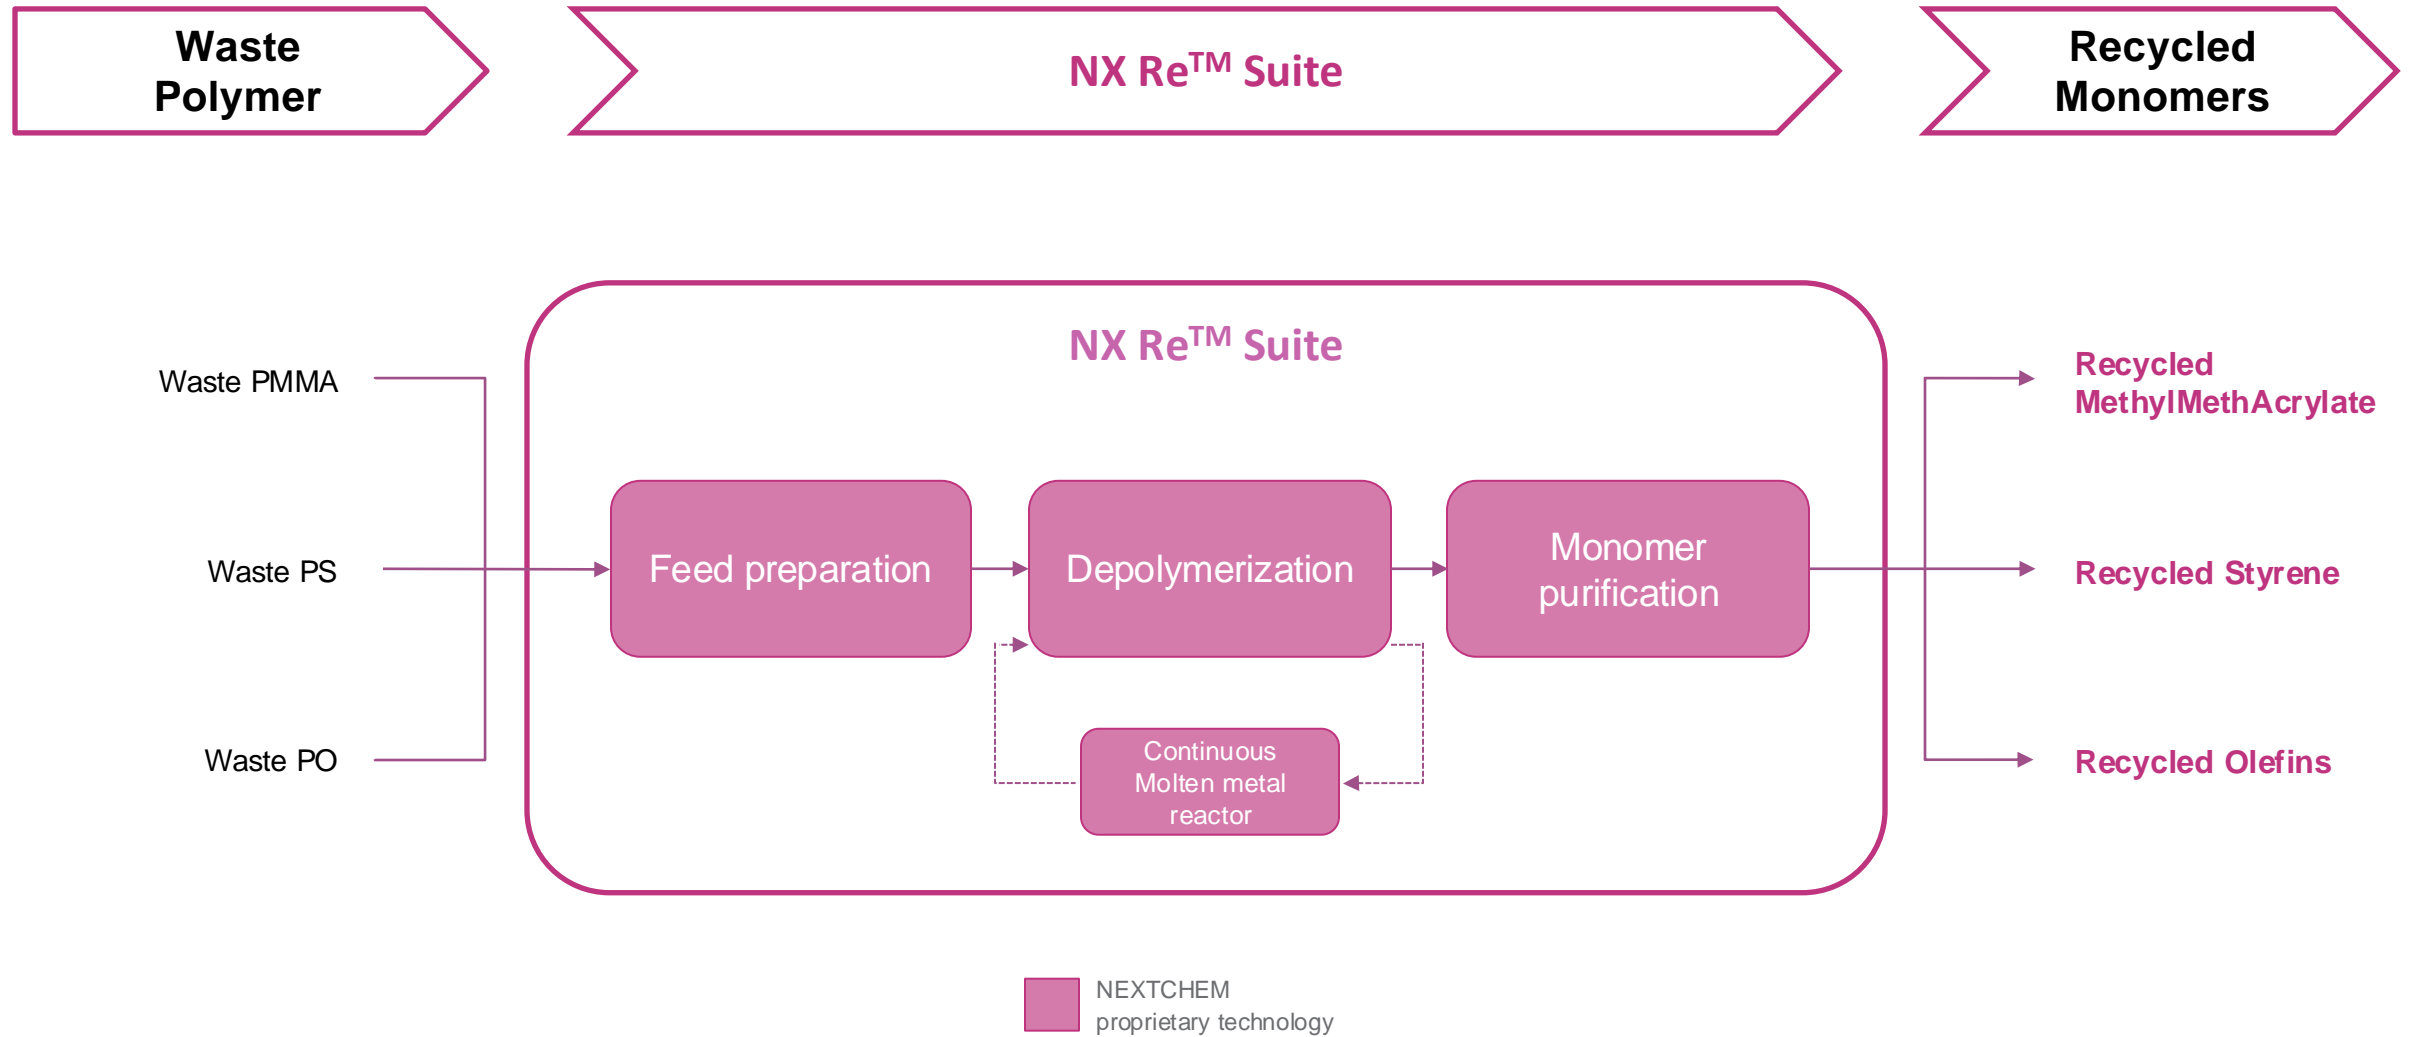 Waste
Polymer
NX Re™ Suite
Recycled
Monomers
NX Re™ Suite
Waste PMMA
Waste PS
Waste PO
Feed preparation
Depolymerization
Monomer
purification
Continuous
Molten metal
reactor
Recycled
MethylMethAcrylate
Recycled Styrene
Recycled Olefins
NEXTCHEM
proprietary technology